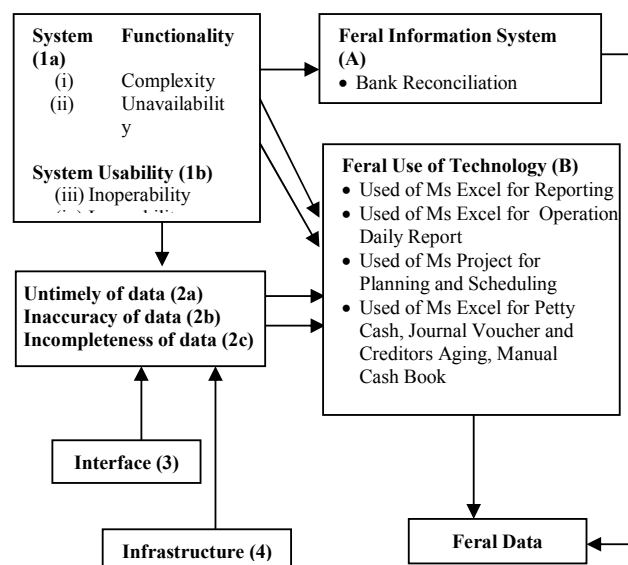 System Functionality
(1a)
(i) Complexity
(ii) Unavailabilit
y
System Usability (1b)
(iii) Inoperability
Feral Information System
(A)
• Bank Reconciliation
Feral Use of Technology (B)
• Used of Ms Excel for Reporting
• Used of Ms Excel for Operation
Daily Report
• Used of Ms Project for
Planning and Scheduling
• Used of Ms Excel for Petty
Cash, Journal Voucher and
Creditors Aging, Manual
Cash Book
Untimely of data (2a)
Inaccuracy of data (2b)
Incompleteness of data (2c)
Interface (3)
Infrastructure (4)
Feral Data